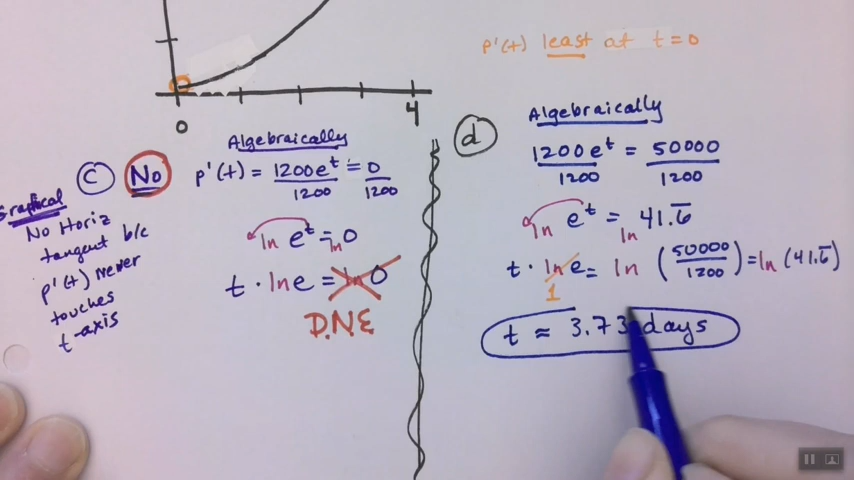 p'(t) least at t=0
0
4
c No
Algebraically
p'(t) = 1200e^t/1200 = 0/1200
ln e^t = ln 0
t · ln e = ln 0
D.N.E
Graphical
No Horiz
tangent b/c
p'(t) never
touches
t-axis
d
Algebraically
1200e^t/1200 = 50000/1200
ln e^t = ln 41.6̅
t · ln e = ln (50000/1200) = ln (41.6̅)
1
t ≈ 3.73 days